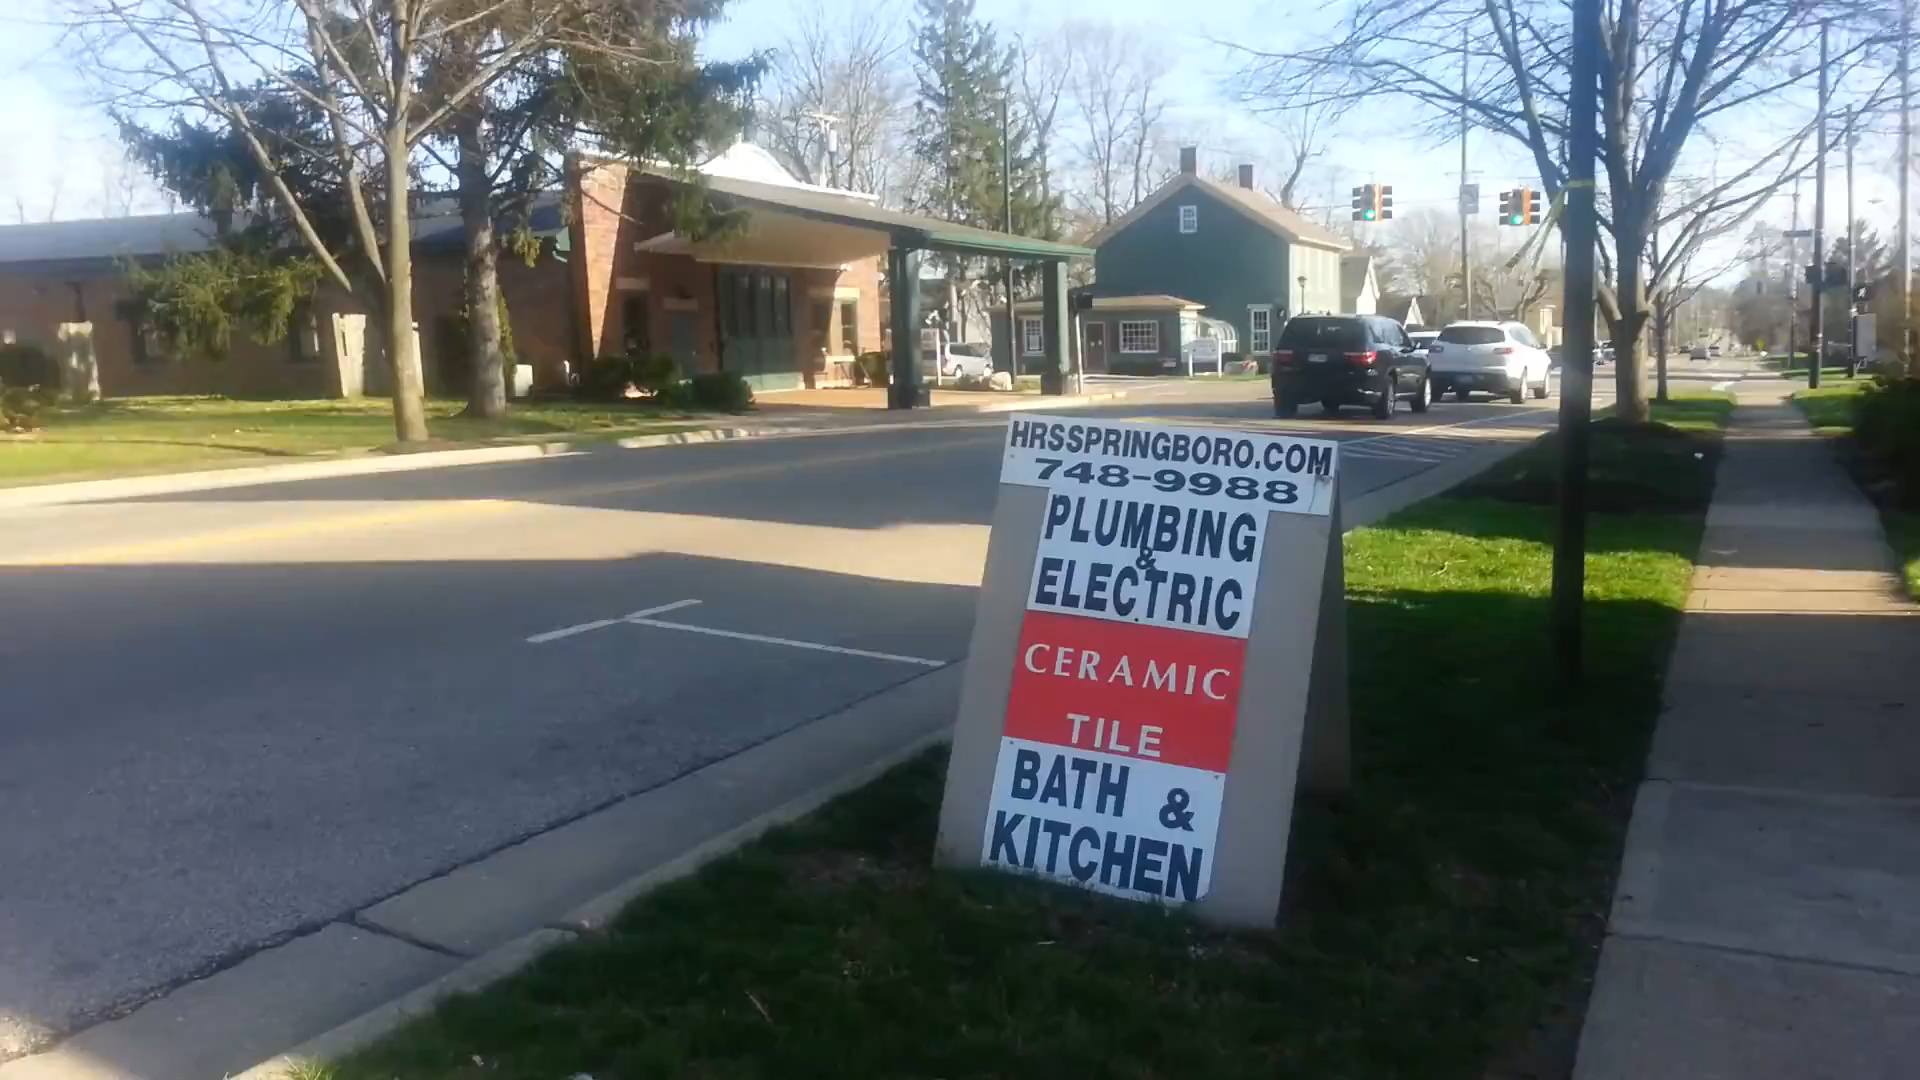 HRSSPRINGBORO.COM
748-9988
PLUMBING
&
ELECTRIC
CERAMIC
TILE
BATH &
KITCHEN